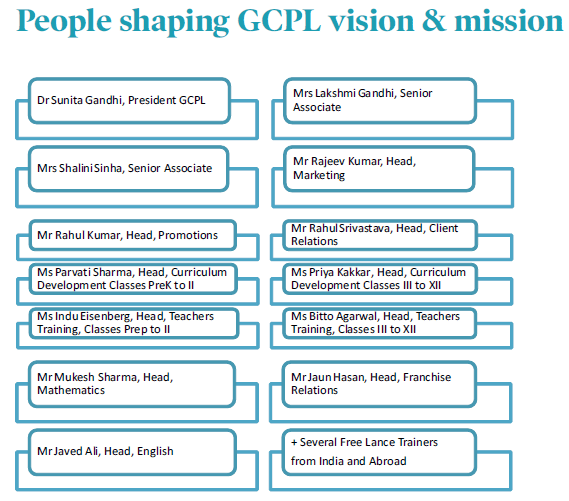 People shaping GCPL vision & mission
Dr Sunita Gandhi, President GCPL
Mrs Lakshmi Gandhi, Senior
Associate
Mrs Shalini Sinha, Senior Associate
Mr Rajeev Kumar, Head,
Marketing
Mr Rahul Kumar, Head, Promotions
Mr Rahul Srivastava, Head, Client
Relations
Ms Parvati Sharma, Head, Curriculum
Development Classes PreK to II
Ms Priya Kakkar, Head, Curriculum
Development Classes III to XII
Ms Indu Eisenberg, Head, Teachers
Training, Classes Prep to II
Ms Bitto Agarwal, Head, Teachers
Training, Classes III to XII
Mr Mukesh Sharma, Head,
Mathematics
Mr Jaun Hasan, Head, Franchise
Relations
Mr Javed Ali, Head, English
+ Several Free Lance Trainers
from India and Abroad